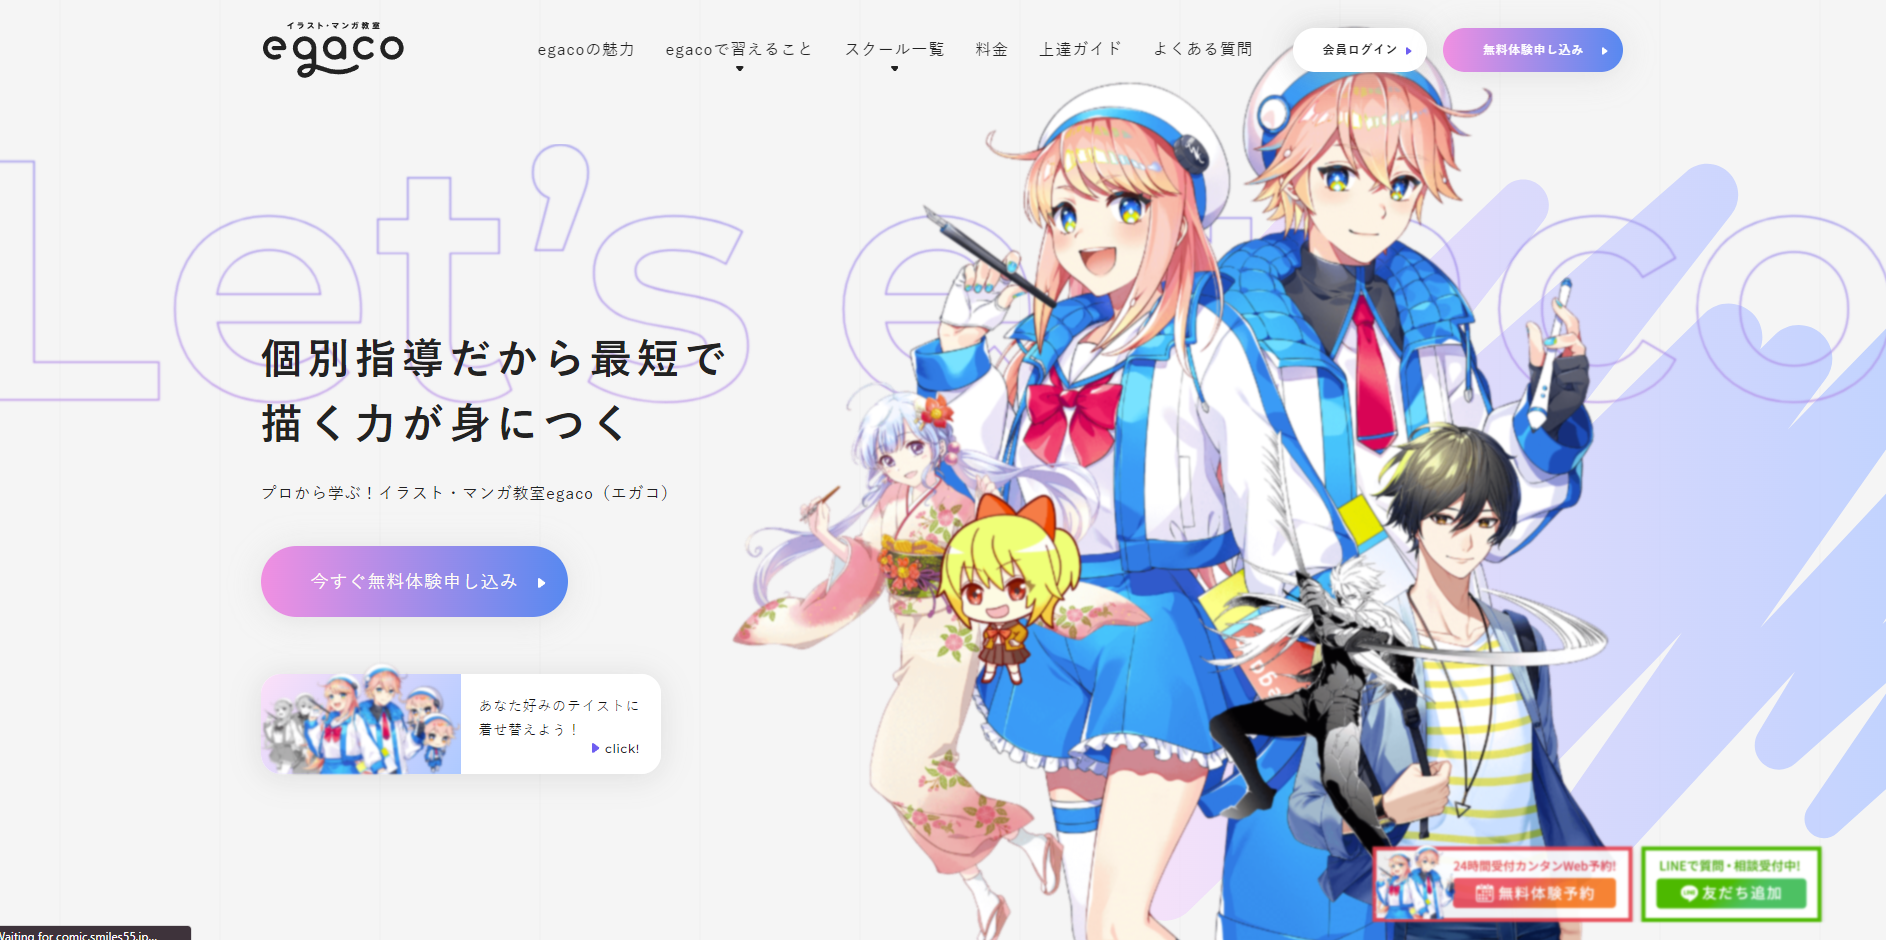 イラスト・マンガ教室
egaco
egacoの魅力
egacoで習えること
スクール一覧
料金
上達ガイド
よくある質問
会員ログイン
無料体験申し込み
Let's egaco
個別指導だから最短で
描く力が身につく
プロから学ぶ！イラスト・マンガ教室egaco（エガコ）
今すぐ無料体験申し込み
あなた好みのテイストに
着せ替えよう！
click!
24時間受付カンタンWeb予約!
無料体験予約
LINEで質問・相談受付中!
友だち追加
Waiting for comic.smiles55.jp...